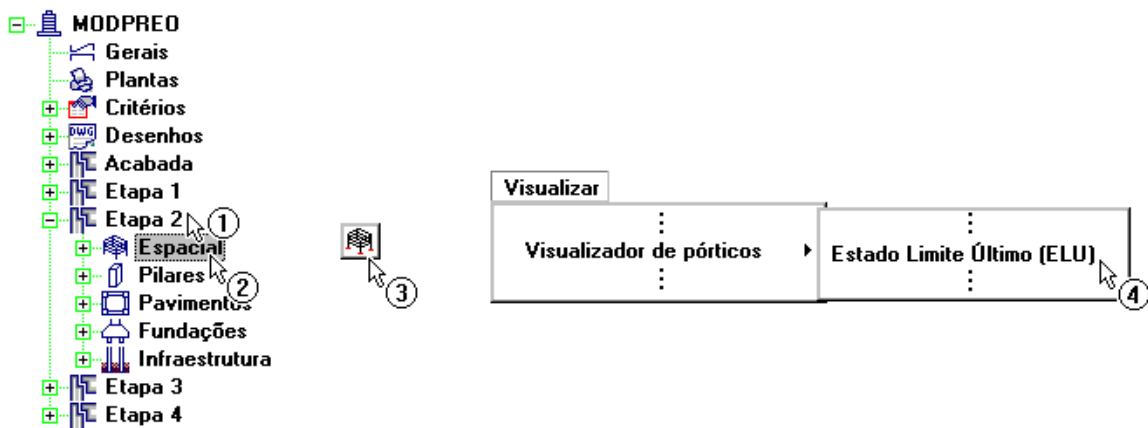 MODPREO
Gerais
Plantas
Critérios
DWG Desenhos
Acabada
Etapa 1
Etapa 2 1
Espacial
2
Pilares
Pavimentos
Fundações
Infraestrutura
Etapa 3
Etapa 4
3
Visualizar
Visualizador de pórticos
Estado Limite Último (ELU)
4